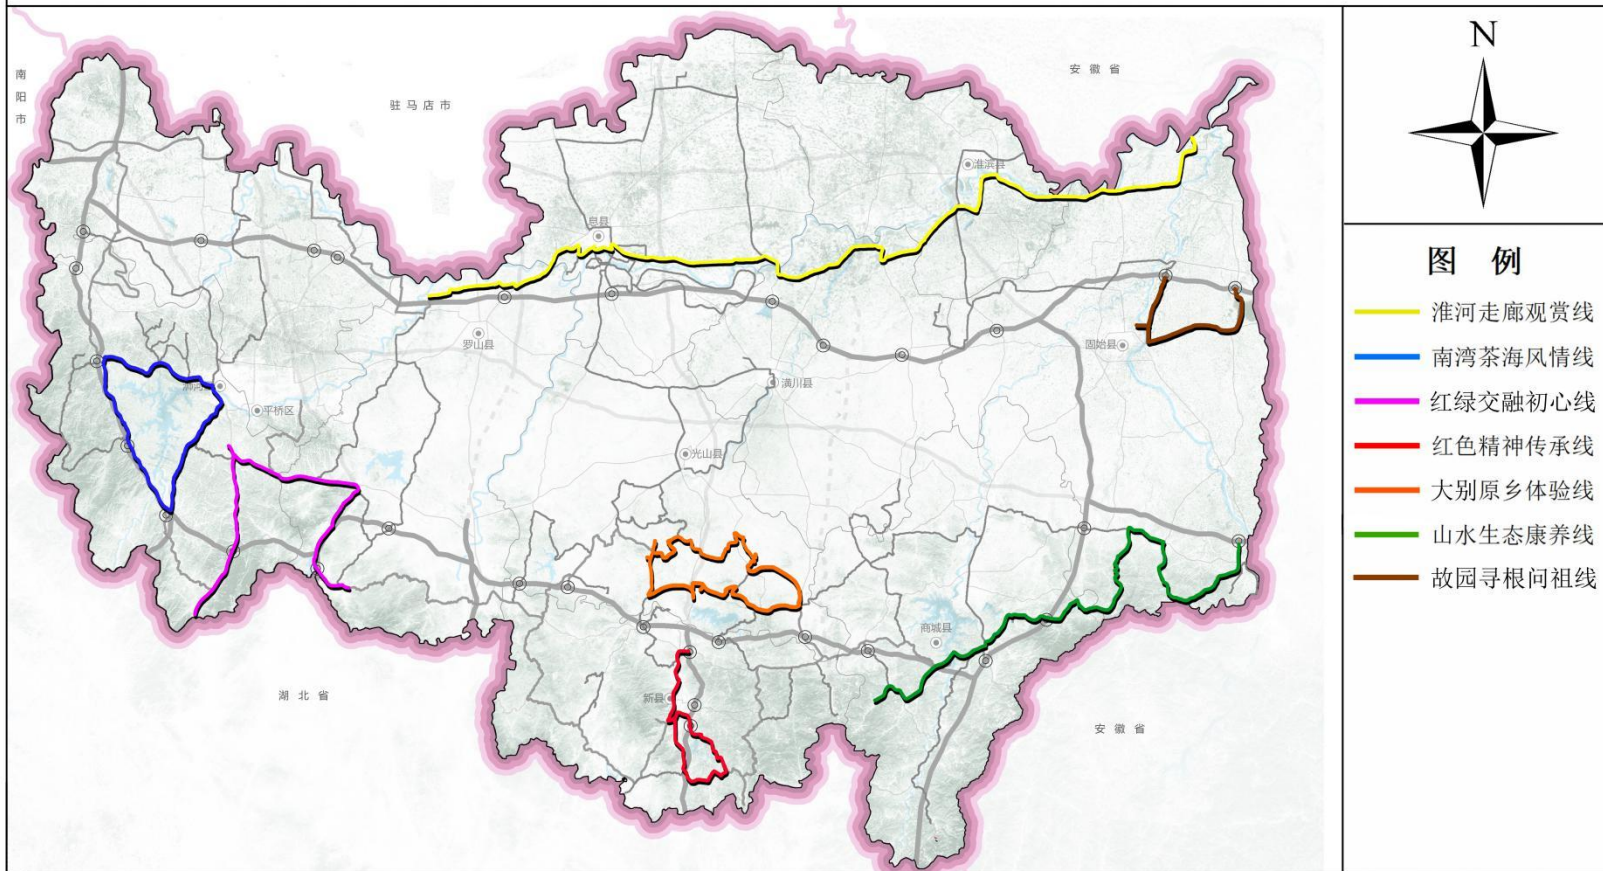 N
南阳市
驻马店市
安徽省
淮滨县
息县
罗山县
固始县
潢川县
平桥区
光山县
商城县
新县
湖北省
安徽省
图 例
淮河走廊观赏线
南湾茶海风情线
红绿交融初心线
红色精神传承线
大别原乡体验线
山水生态康养线
故园寻根问祖线